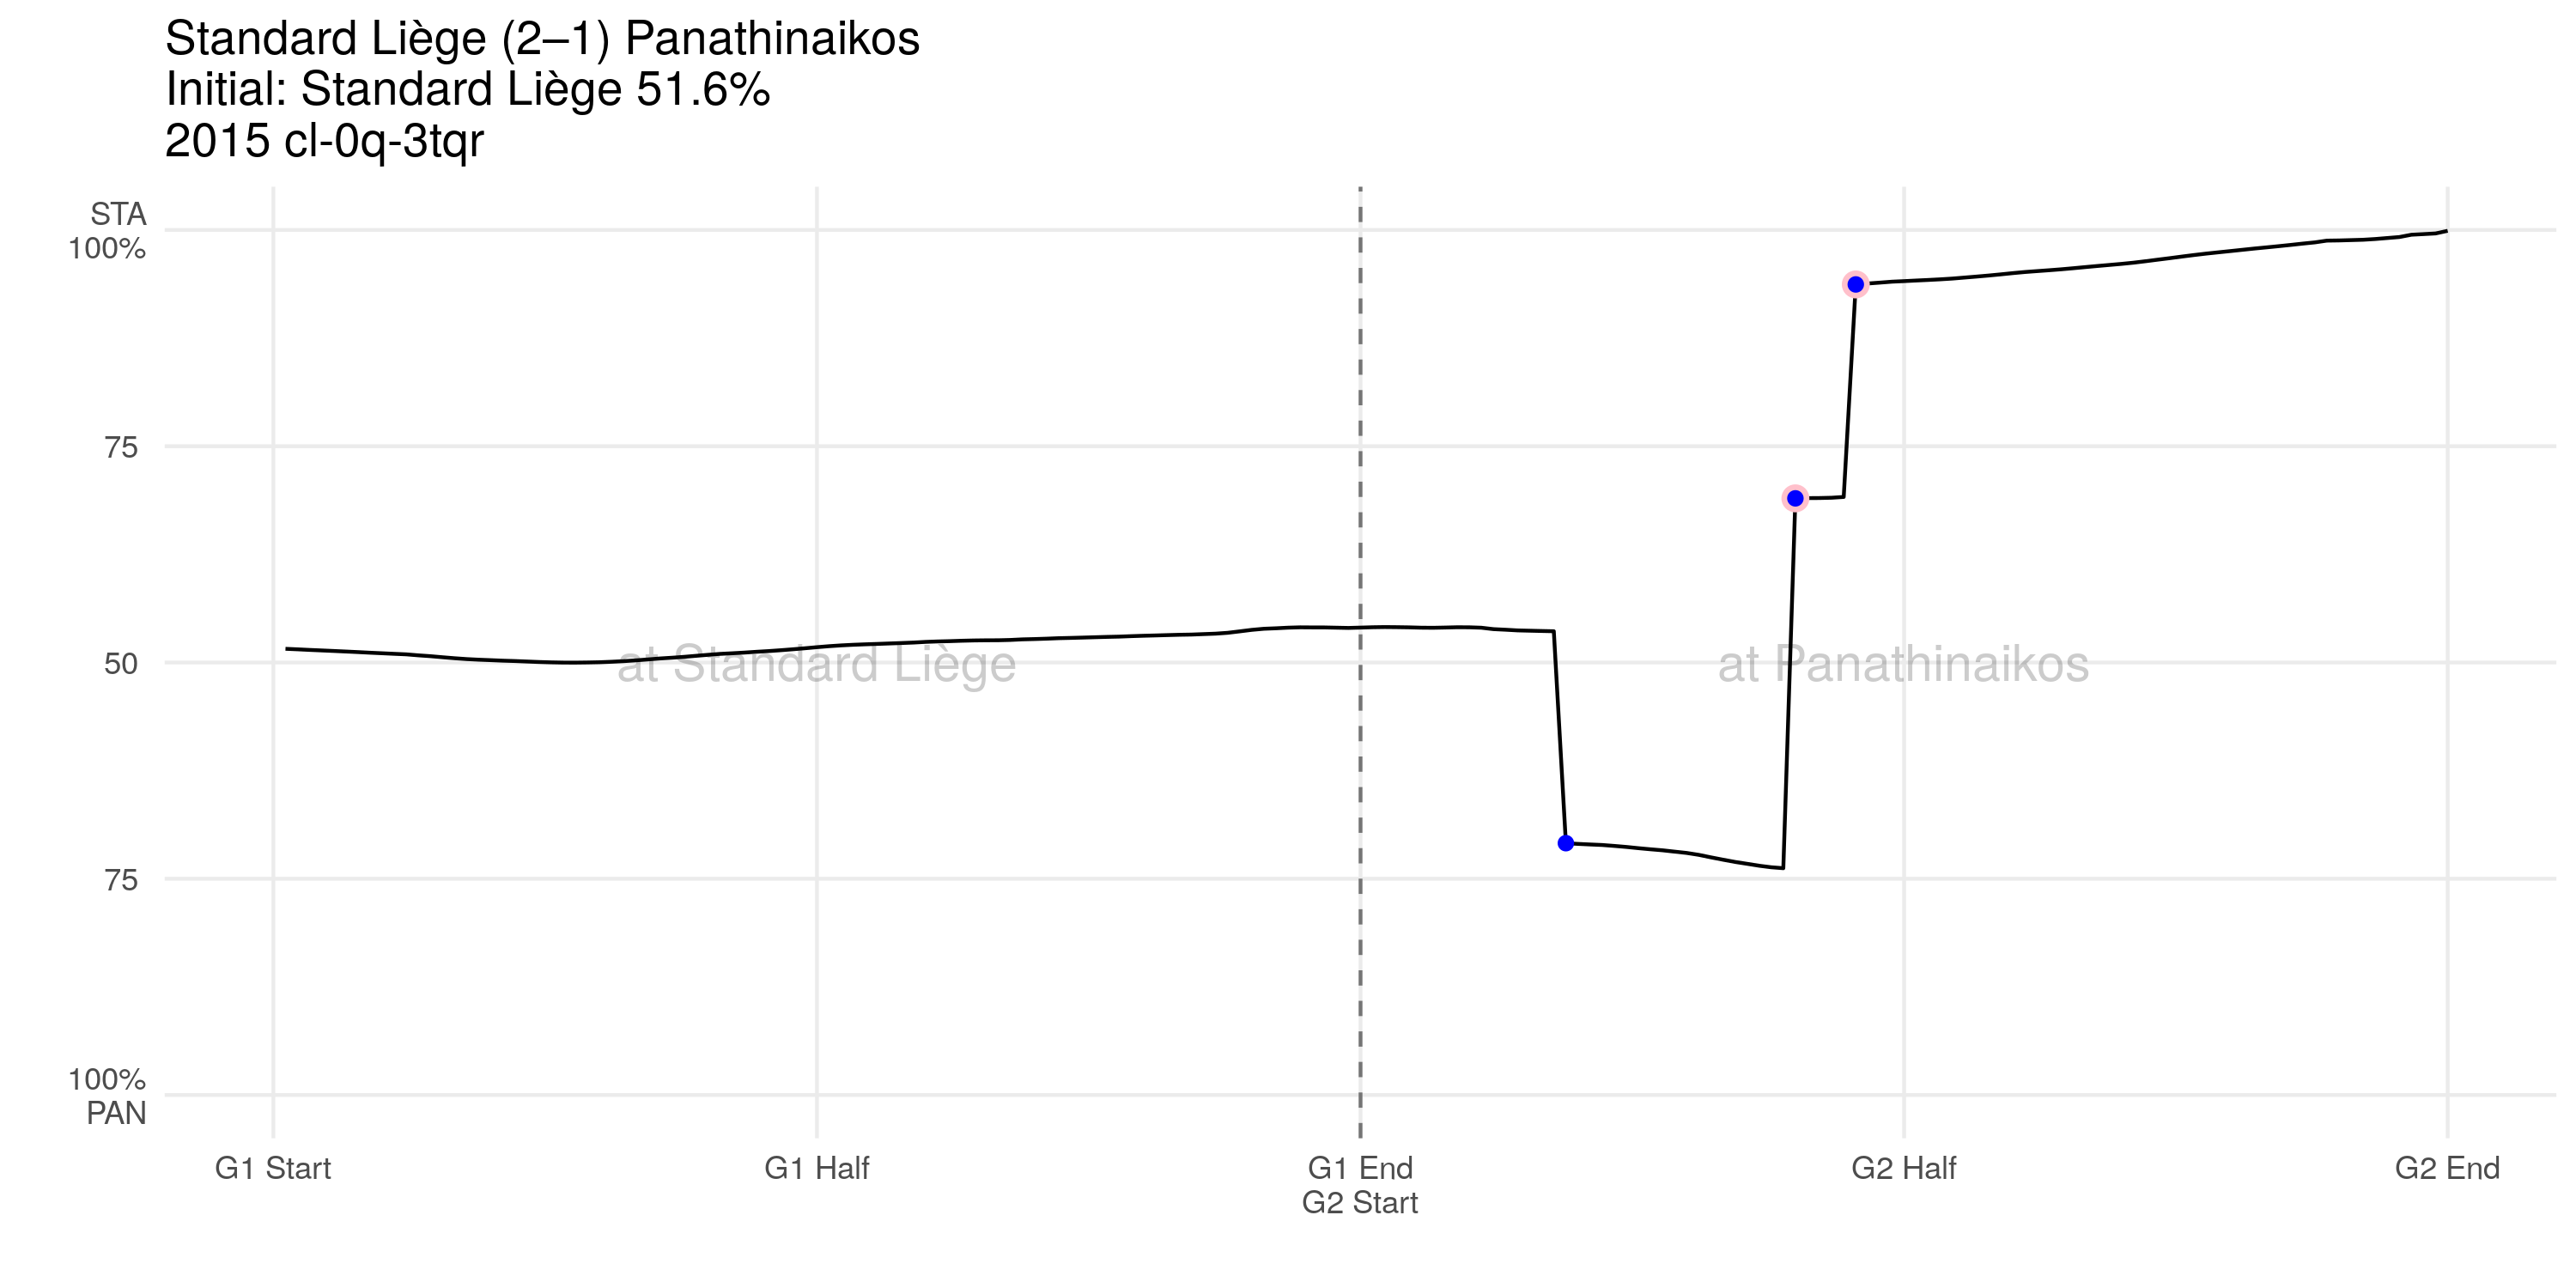 Standard Liège (2–1) Panathinaikos
Initial: Standard Liège 51.6%
2015 cl-0q-3tqr
STA
100%
75
50
75
100%
PAN
at Standard Liège
at Panathinaikos
G1 Start
G1 Half
G1 End
G2 Start
G2 Half
G2 End